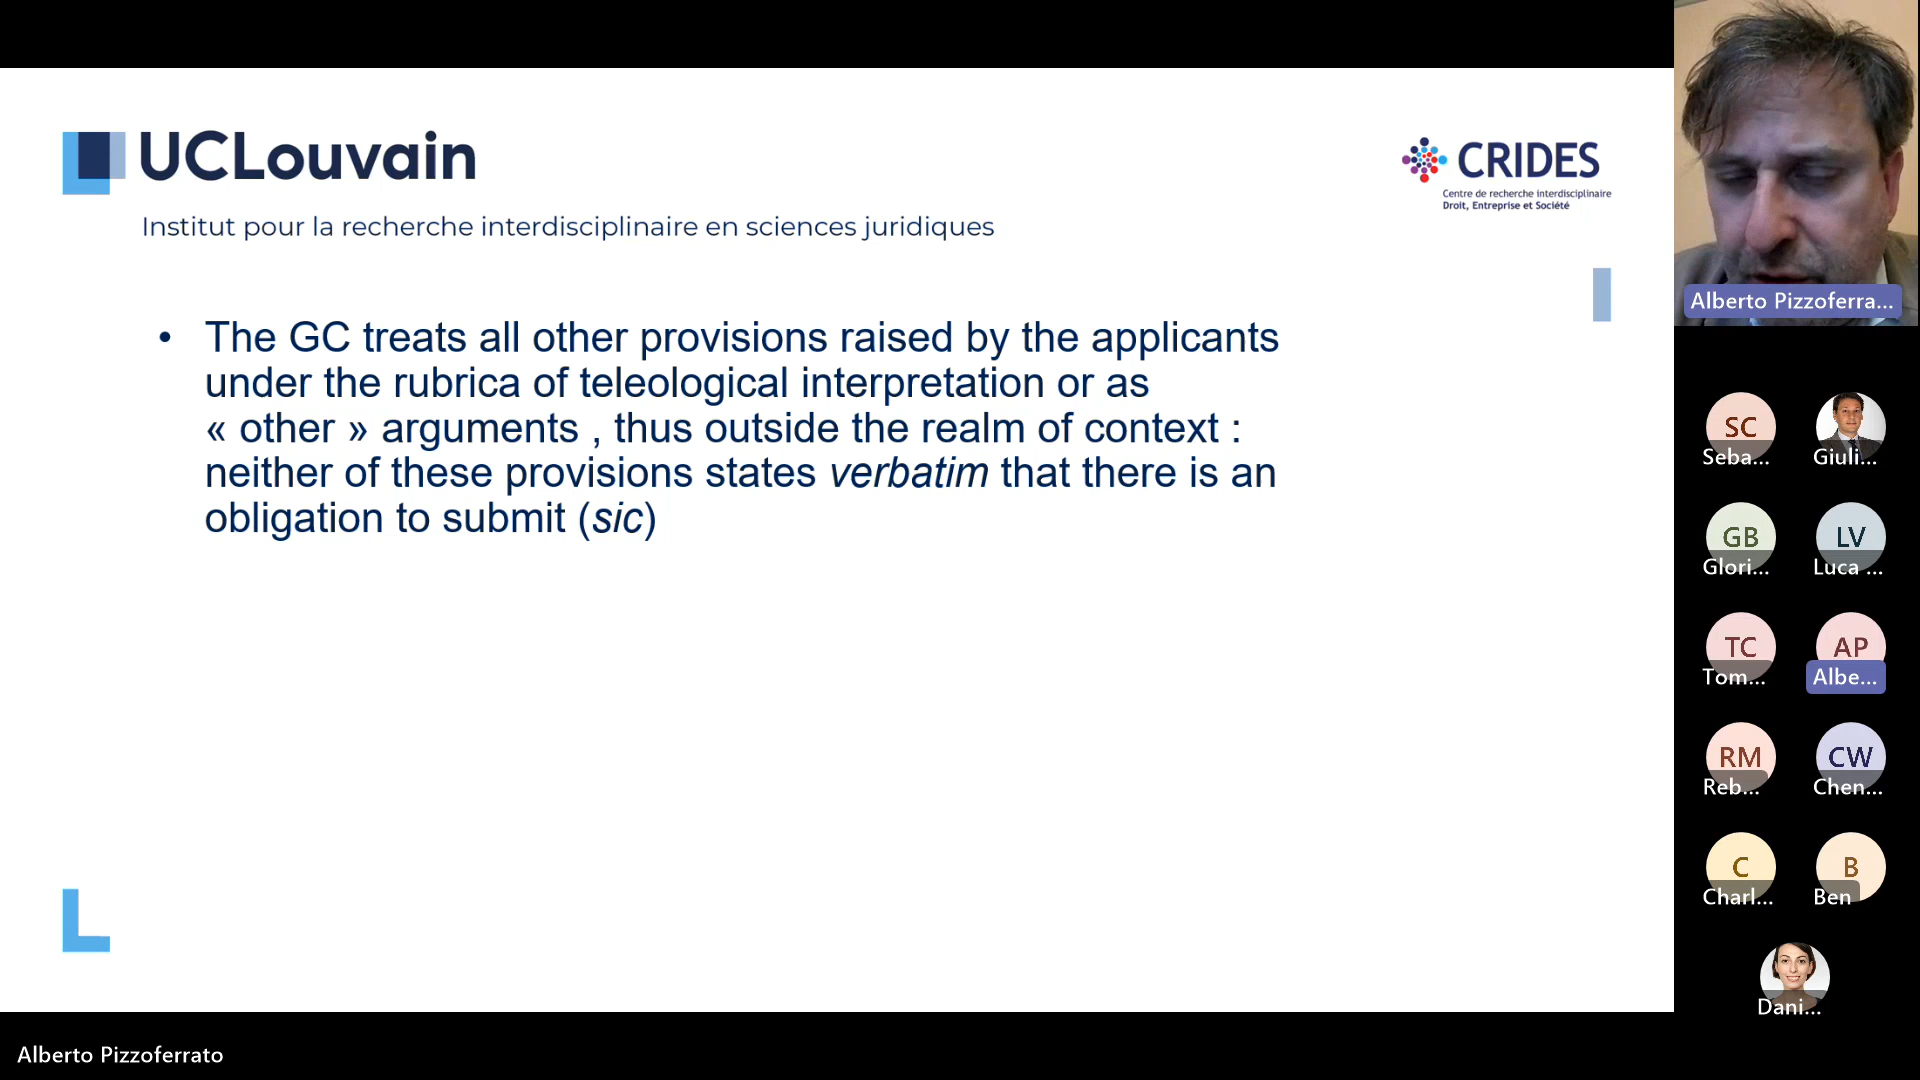 UCLouvain
Institut pour la recherche interdisciplinaire en sciences juridiques
CRIDES
Centre de recherche interdisciplinaire
Droit, Entreprise et Société
• The GC treats all other provisions raised by the applicants
under the rubrica of teleological interpretation or as
« other » arguments , thus outside the realm of context :
neither of these provisions states verbatim that there is an
obligation to submit (sic)
Alberto Pizzoferra...
SC
Seba...
Giuli...
GB
Glori...
LV
Luca ...
TC
Tom...
AP
Albe...
RM
Reb...
CW
Chen...
C
Charl...
B
Ben
Dani...
Alberto Pizzoferrato